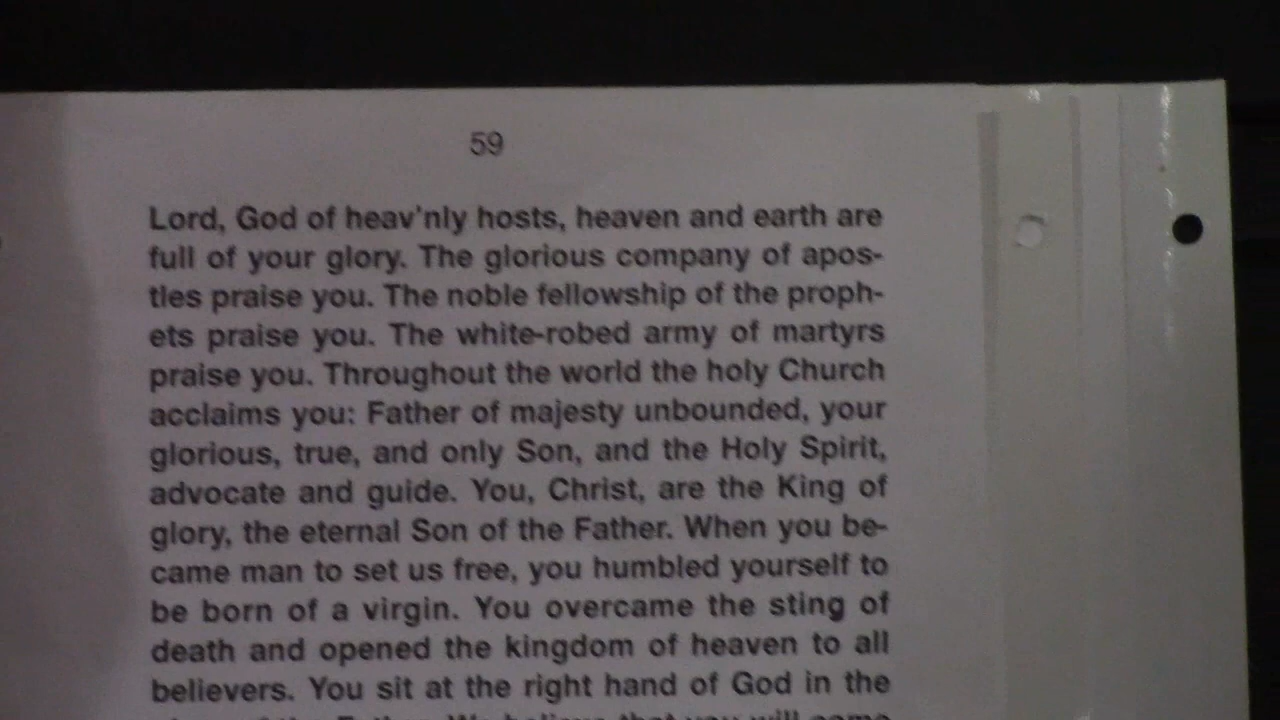 59
Lord, God of heav'nly hosts, heaven and earth are
full of your glory. The glorious company of apos-
tles praise you. The noble fellowship of the proph-
ets praise you. The white-robed army of martyrs
praise you. Throughout the world the holy Church
acclaims you: Father of majesty unbounded, your
glorious, true, and only Son, and the Holy Spirit,
advocate and guide. You, Christ, are the King of
glory, the eternal Son of the Father. When you be-
came man to set us free, you humbled yourself to
be born of a virgin. You overcame the sting of
death and opened the kingdom of heaven to all
believers. You sit at the right hand of God in the